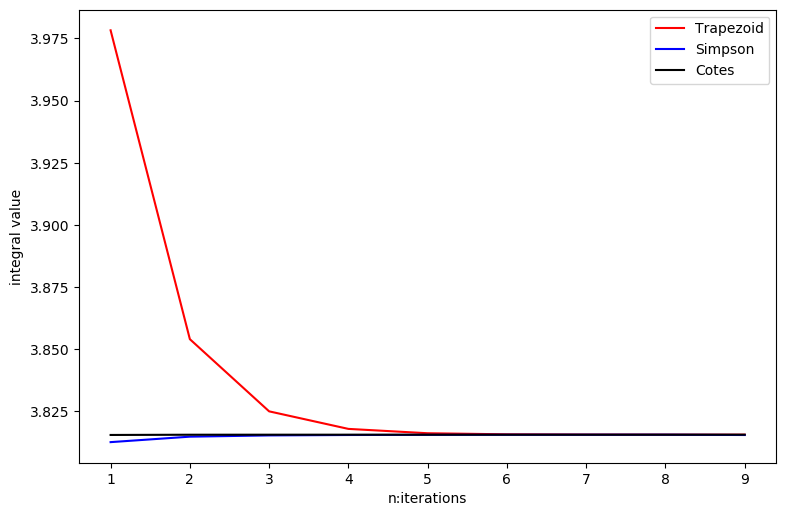 3.975
3.950
3.925
3.900
3.875
3.850
3.825
integral value
1 2 3 4 5 6 7 8 9
n:iterations
Trapezoid
Simpson
Cotes